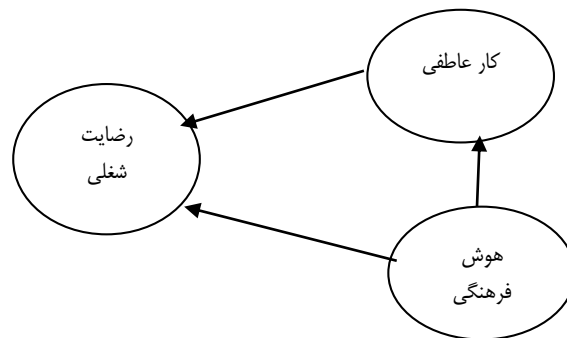 کار عاطفی
رضایت
شغلی
هوش
فرهنگی